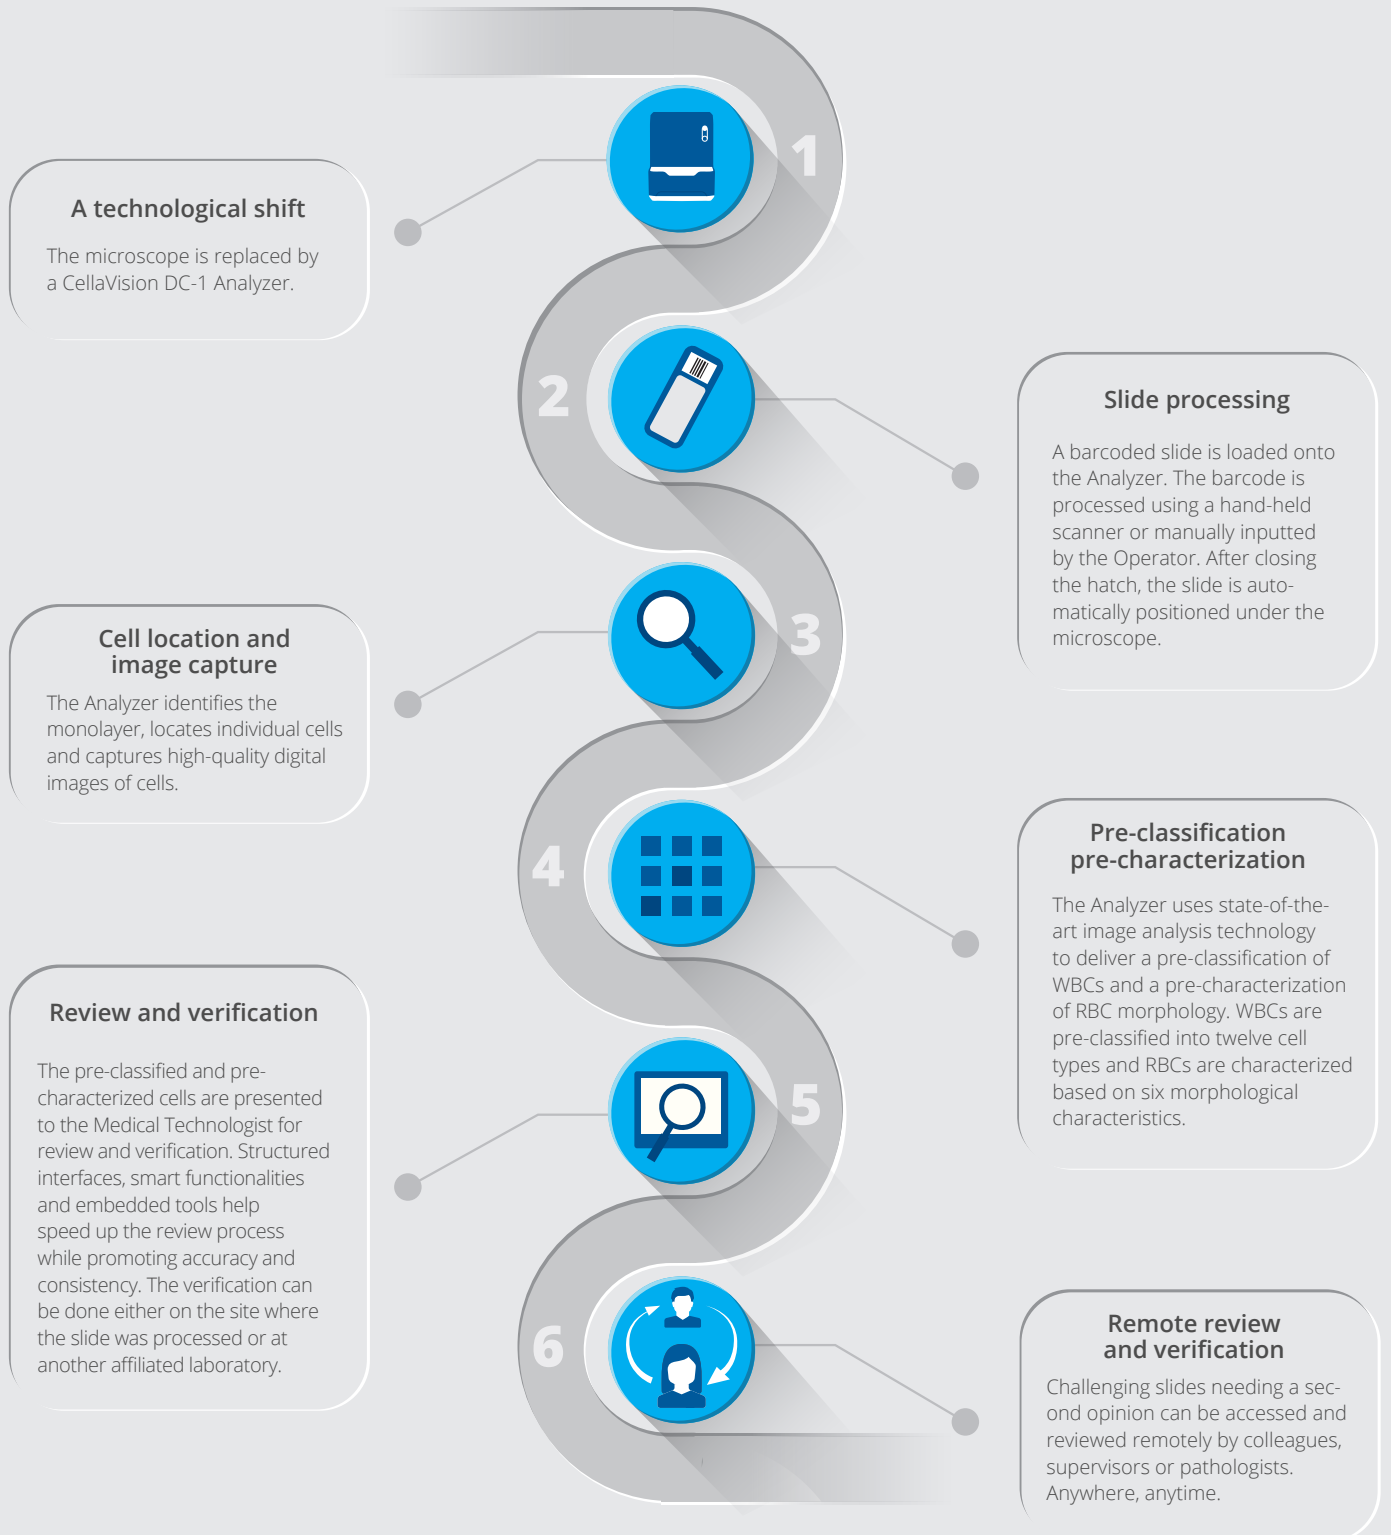 1
A technological shift
The microscope is replaced by
a CellaVision DC-1 Analyzer.
2
Slide processing
A barcoded slide is loaded onto
the Analyzer. The barcode is
processed using a hand-held
scanner or manually inputted
by the Operator. After closing
the hatch, the slide is auto-
matically positioned under the
microscope.
3
Cell location and
image capture
The Analyzer identifies the
monolayer, locates individual cells
and captures high-quality digital
images of cells.
4
Pre-classification
pre-characterization
The Analyzer uses state-of-the-
art image analysis technology
to deliver a pre-classification of
WBCs and a pre-characterization
of RBC morphology. WBCs are
pre-classified into twelve cell
types and RBCs are characterized
based on six morphological
characteristics.
5
Review and verification
The pre-classified and pre-
characterized cells are presented
to the Medical Technologist for
review and verification. Structured
interfaces, smart functionalities
and embedded tools help
speed up the review process
while promoting accuracy and
consistency. The verification can
be done either on the site where
the slide was processed or at
another affiliated laboratory.
6
Remote review
and verification
Challenging slides needing a sec-
ond opinion can be accessed and
reviewed remotely by colleagues,
supervisors or pathologists.
Anywhere, anytime.